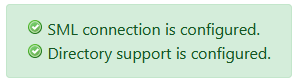 SML connection is configured.
Directory support is configured.